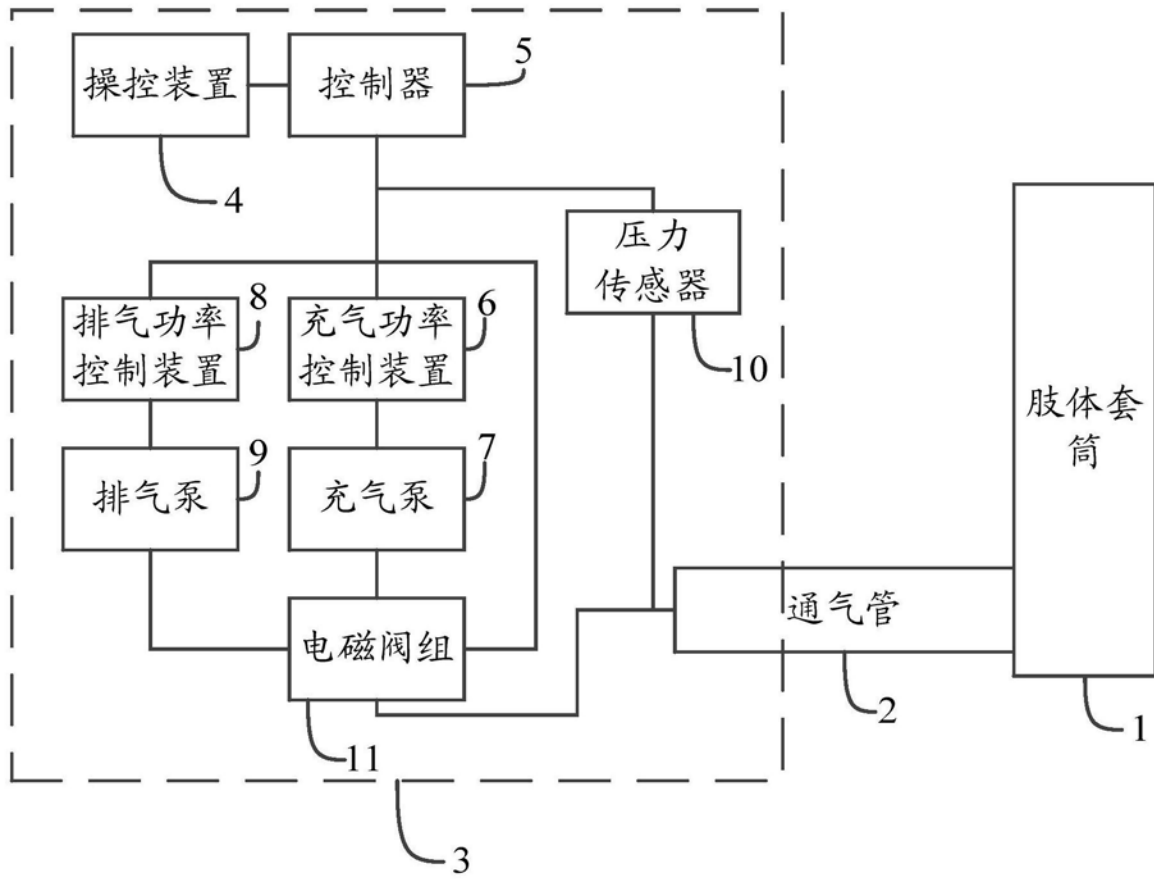 操控装置
控制器
5
4
压力
传感器
10
排气功率
控制装置
8
充气功率
控制装置
6
排气泵
9
充气泵
7
电磁阀组
11
通气管
2
肢体套
筒
1
3